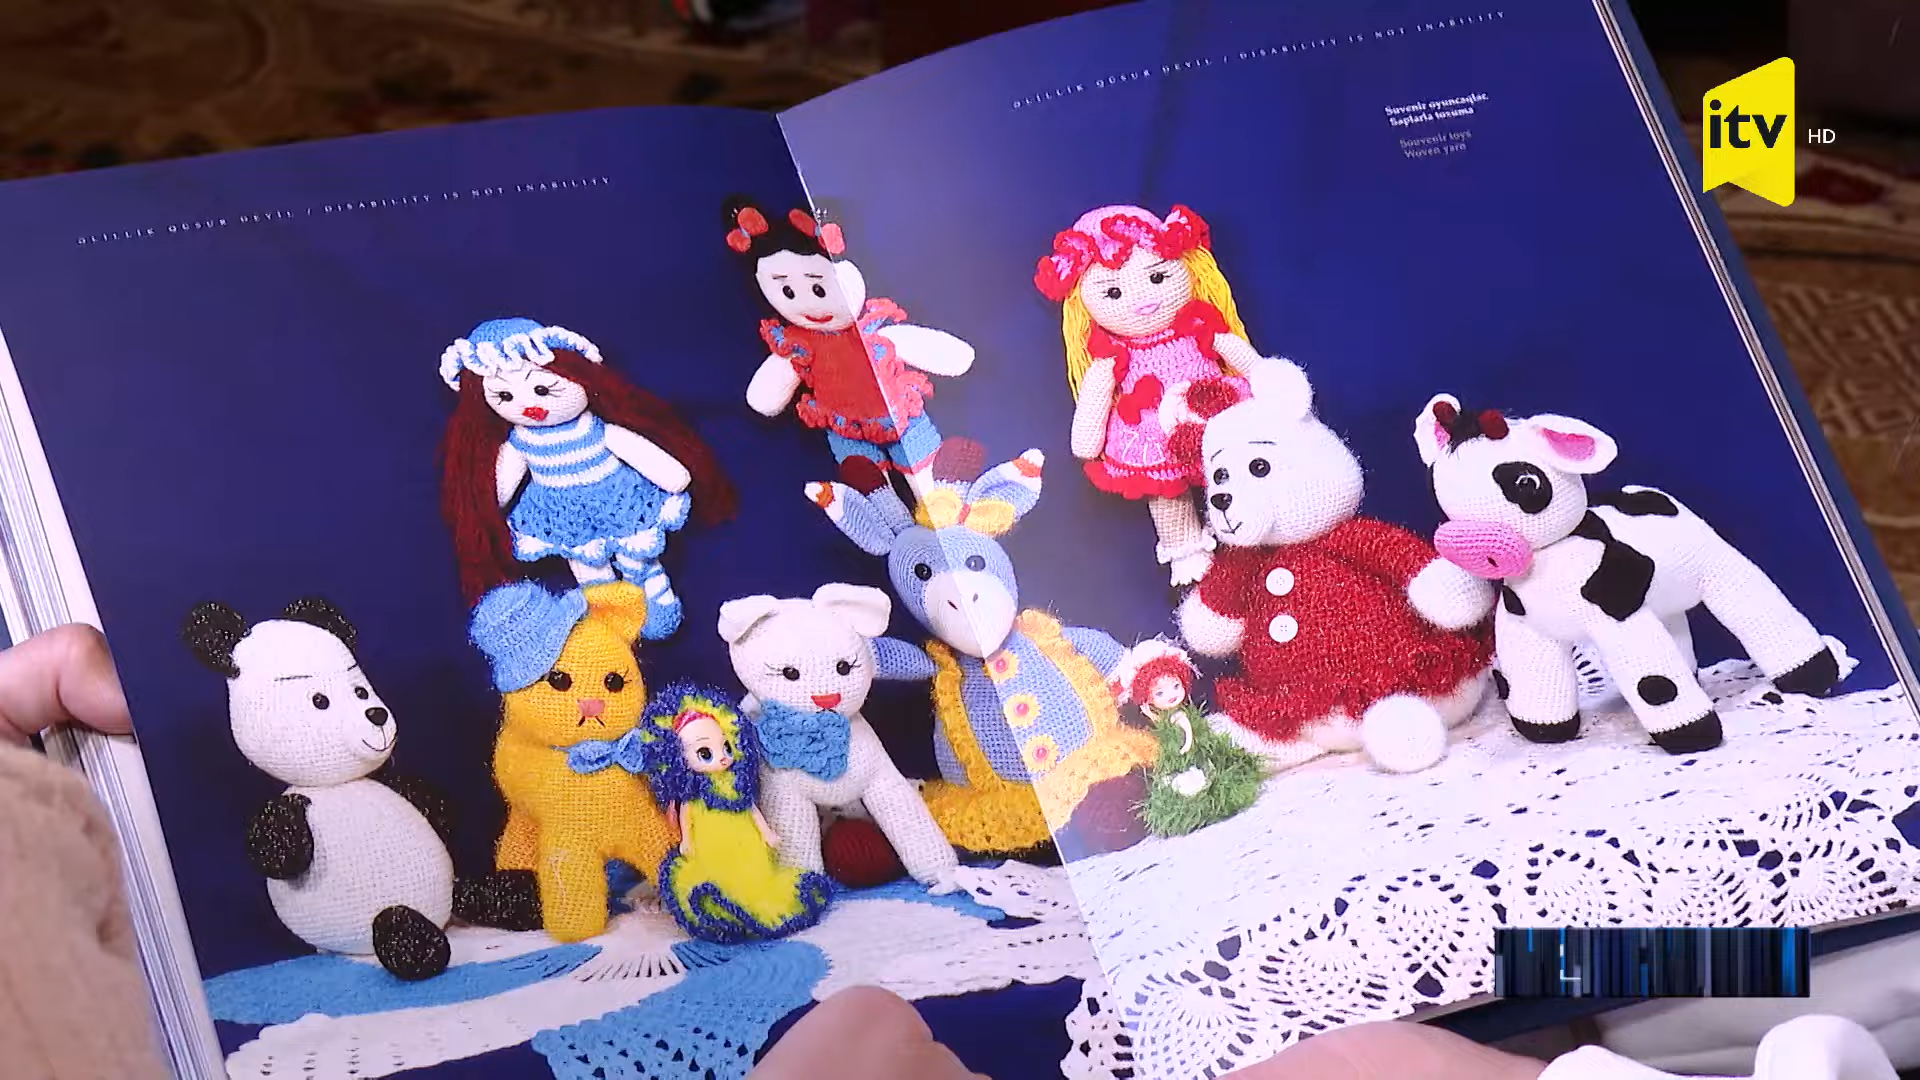 ƏLİLLİK QÜSUR DEYİL / DISABILITY IS NOT INABILITY
ƏLİLLİK QÜSUR DEYİL / DISABILITY IS NOT INABILITY
Suvenir oyuncaqlar.
Saplarla toxuma
Souvenir toys
Woven yarn
itv HD